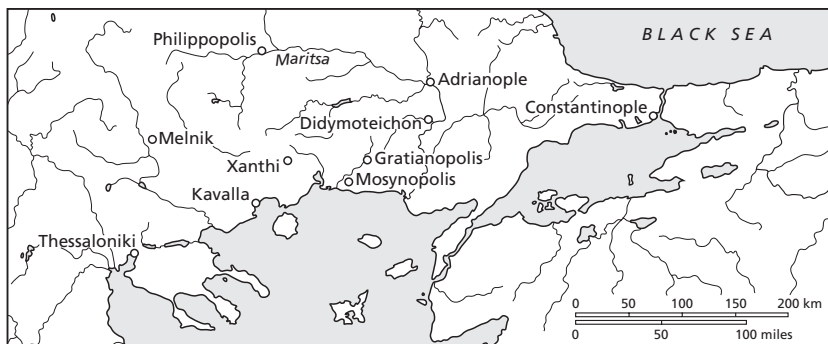 BLACK SEA
Philippopolis
Maritsa
Adrianople
Constantinople
Didymoteichon
Melnik
Xanthi
Gratianopolis
Mosynopolis
Kavalla
Thessaloniki
0 50 100 150 200 km
0 50 100 miles